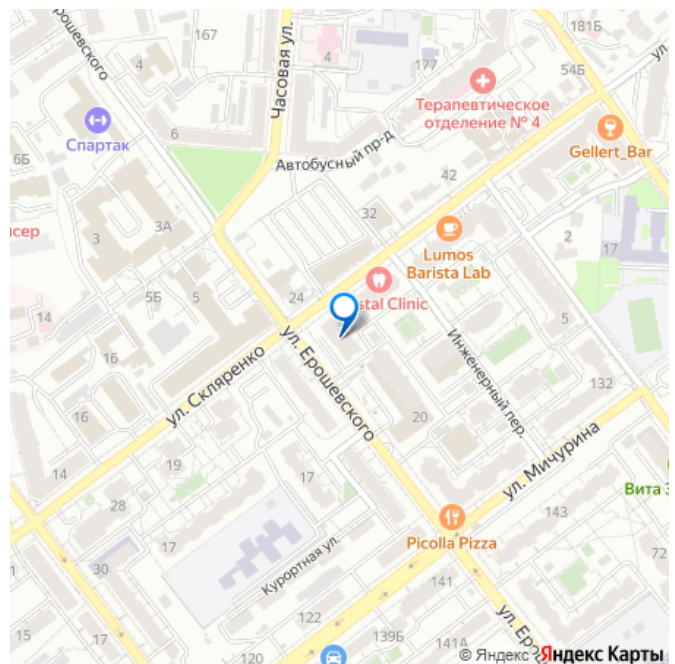 Ерошевского
167
Часовая ул.
4
4
177
181Б
54Б
ул.
Терапевтическое
отделение № 4
Спартак
6
6Б
Gellert_Bar
Автобусный пр-д
42
32
3А
3
исер
Lumos
Barista Lab
2
17
5Б
5
24
stal Clinic
14
16
5
ул. Скляренко
ул. Ерошевского
Инженерный пер.
16
20
132
ул. Мичурина
19
14
17
28
Вита
Picolla Pizza
143
17
Курортная ул.
30
72
141
1
122
15
17
139Б
141А
120
ул. Ер
© Яндекс
Яндекс Карты